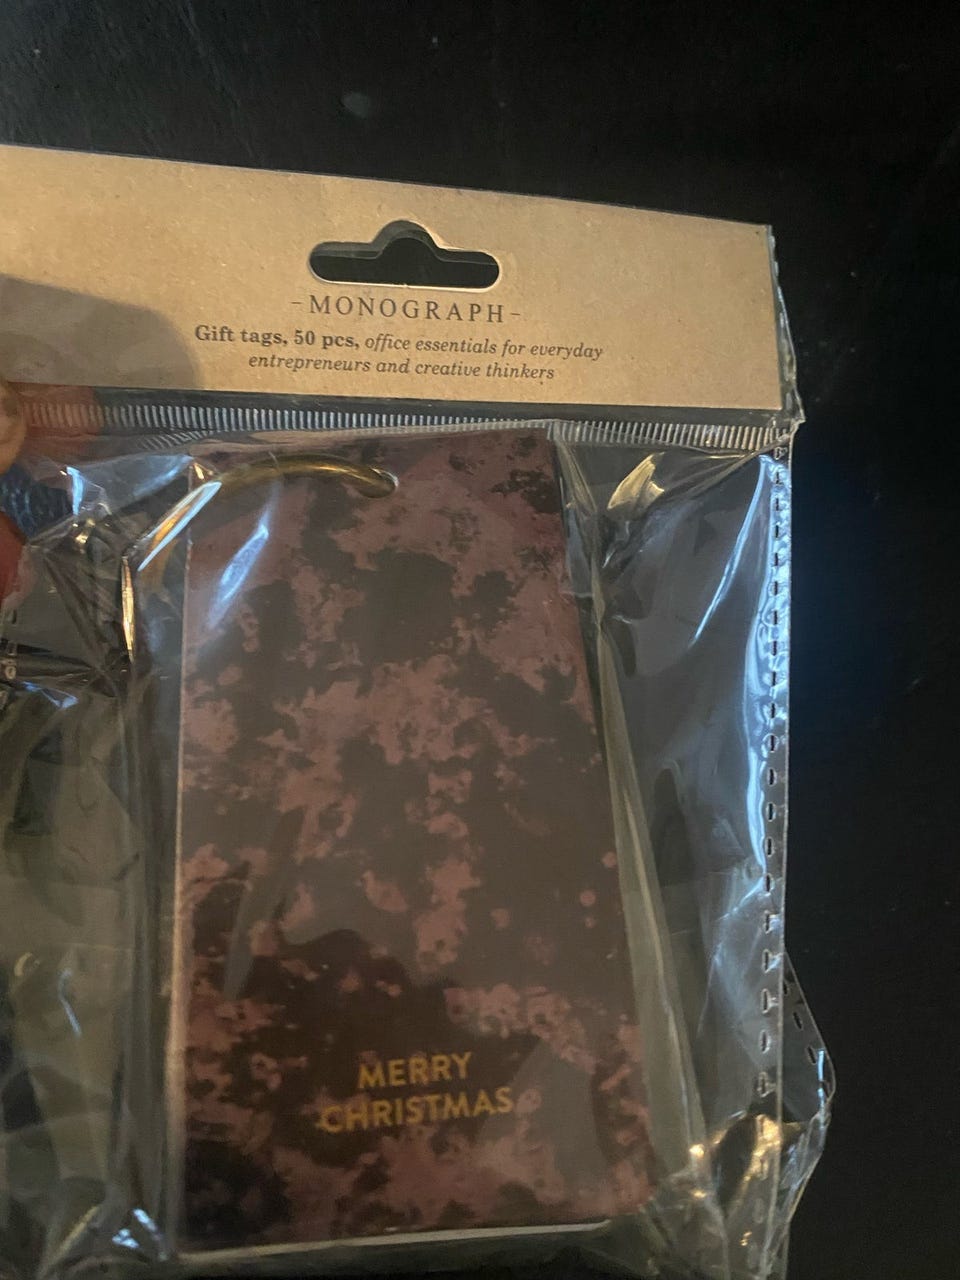 -MONOGRAPH-
Gift tags, 50 pcs, office essentials for everyday
entrepreneurs and creative thinkers
MERRY
CHRISTMAS